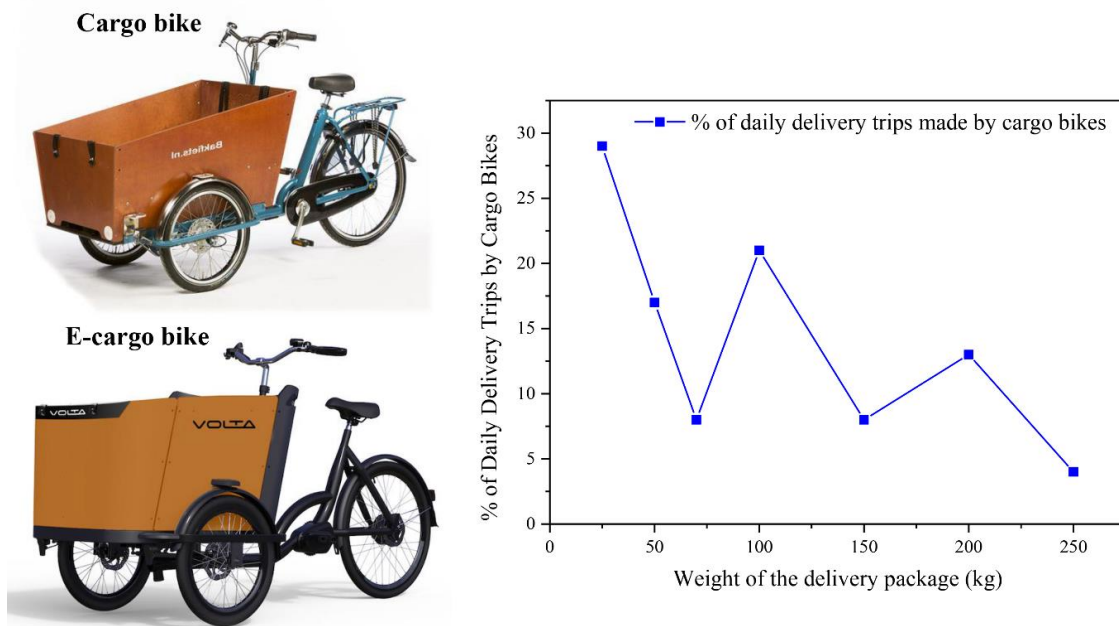 Cargo bike
Bakfiets.nl
E-cargo bike
VOLTA
VOLTA
% of daily delivery trips made by cargo bikes
% of Daily Delivery Trips by Cargo Bikes
30
25
20
15
10
5
0
0 50 100 150 200 250
Weight of the delivery package (kg)